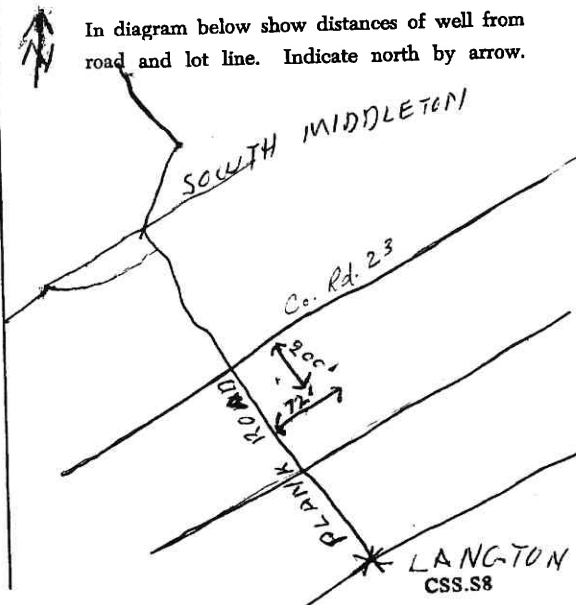 In diagram below show distances of well from
road and lot line. Indicate north by arrow.
SOUTH MIDDLETON
Co. Rd. 23
200'
72'
PLANK ROAD
LANGTON
CSS.S8